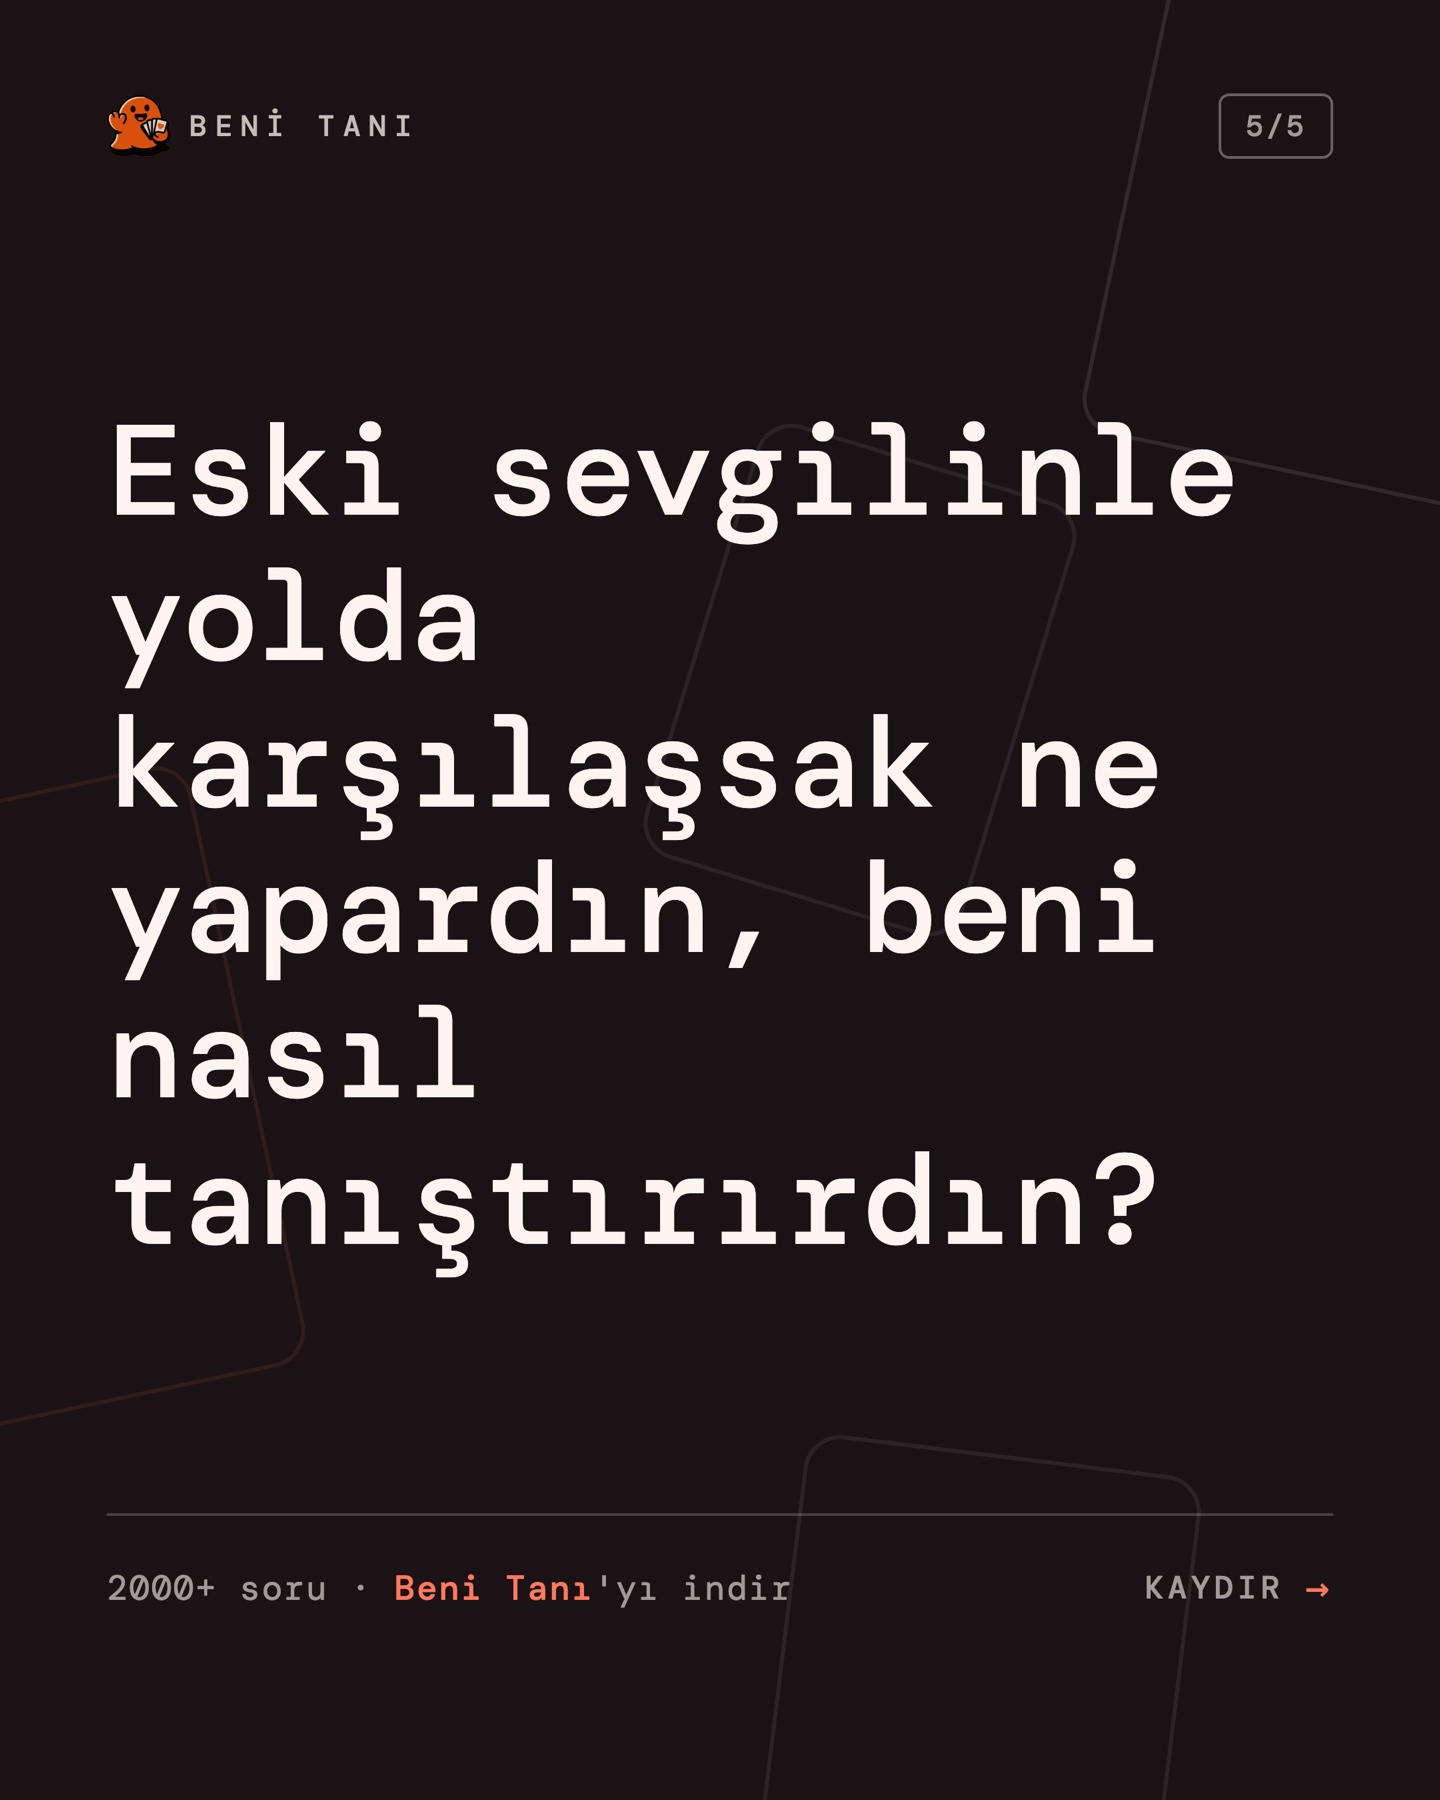 BENİ TANI
5/5
Eski sevgilinle
yolda
karşılaşsak ne
yapardın, beni
nasıl
tanıştırırdın?
2000+ soru · Beni Tanı'yı indir
KAYDIR →